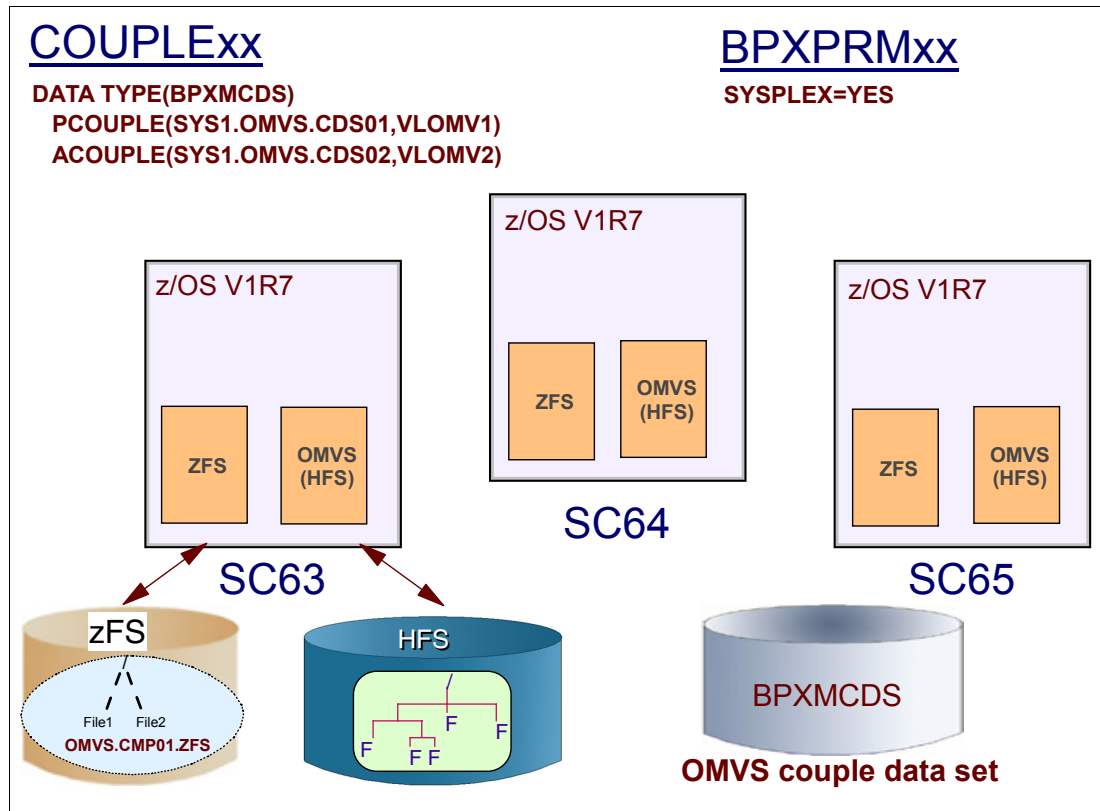 COUPLExx
DATA TYPE(BPXMCDS)
PCOUPLE(SYS1.OMVS.CDS01,VLOMV1)
ACOUPLE(SYS1.OMVS.CDS02,VLOMV2)
BPXPRMxx
SYSPLEX=YES
z/OS V1R7
ZFS
OMVS
(HFS)
SC63
z/OS V1R7
ZFS
OMVS
(HFS)
SC64
z/OS V1R7
ZFS
OMVS
(HFS)
SC65
zFS
/
File1 File2
OMVS.CMP01.ZFS
HFS
/
F F
F F F
BPXMCDS
OMVS couple data set